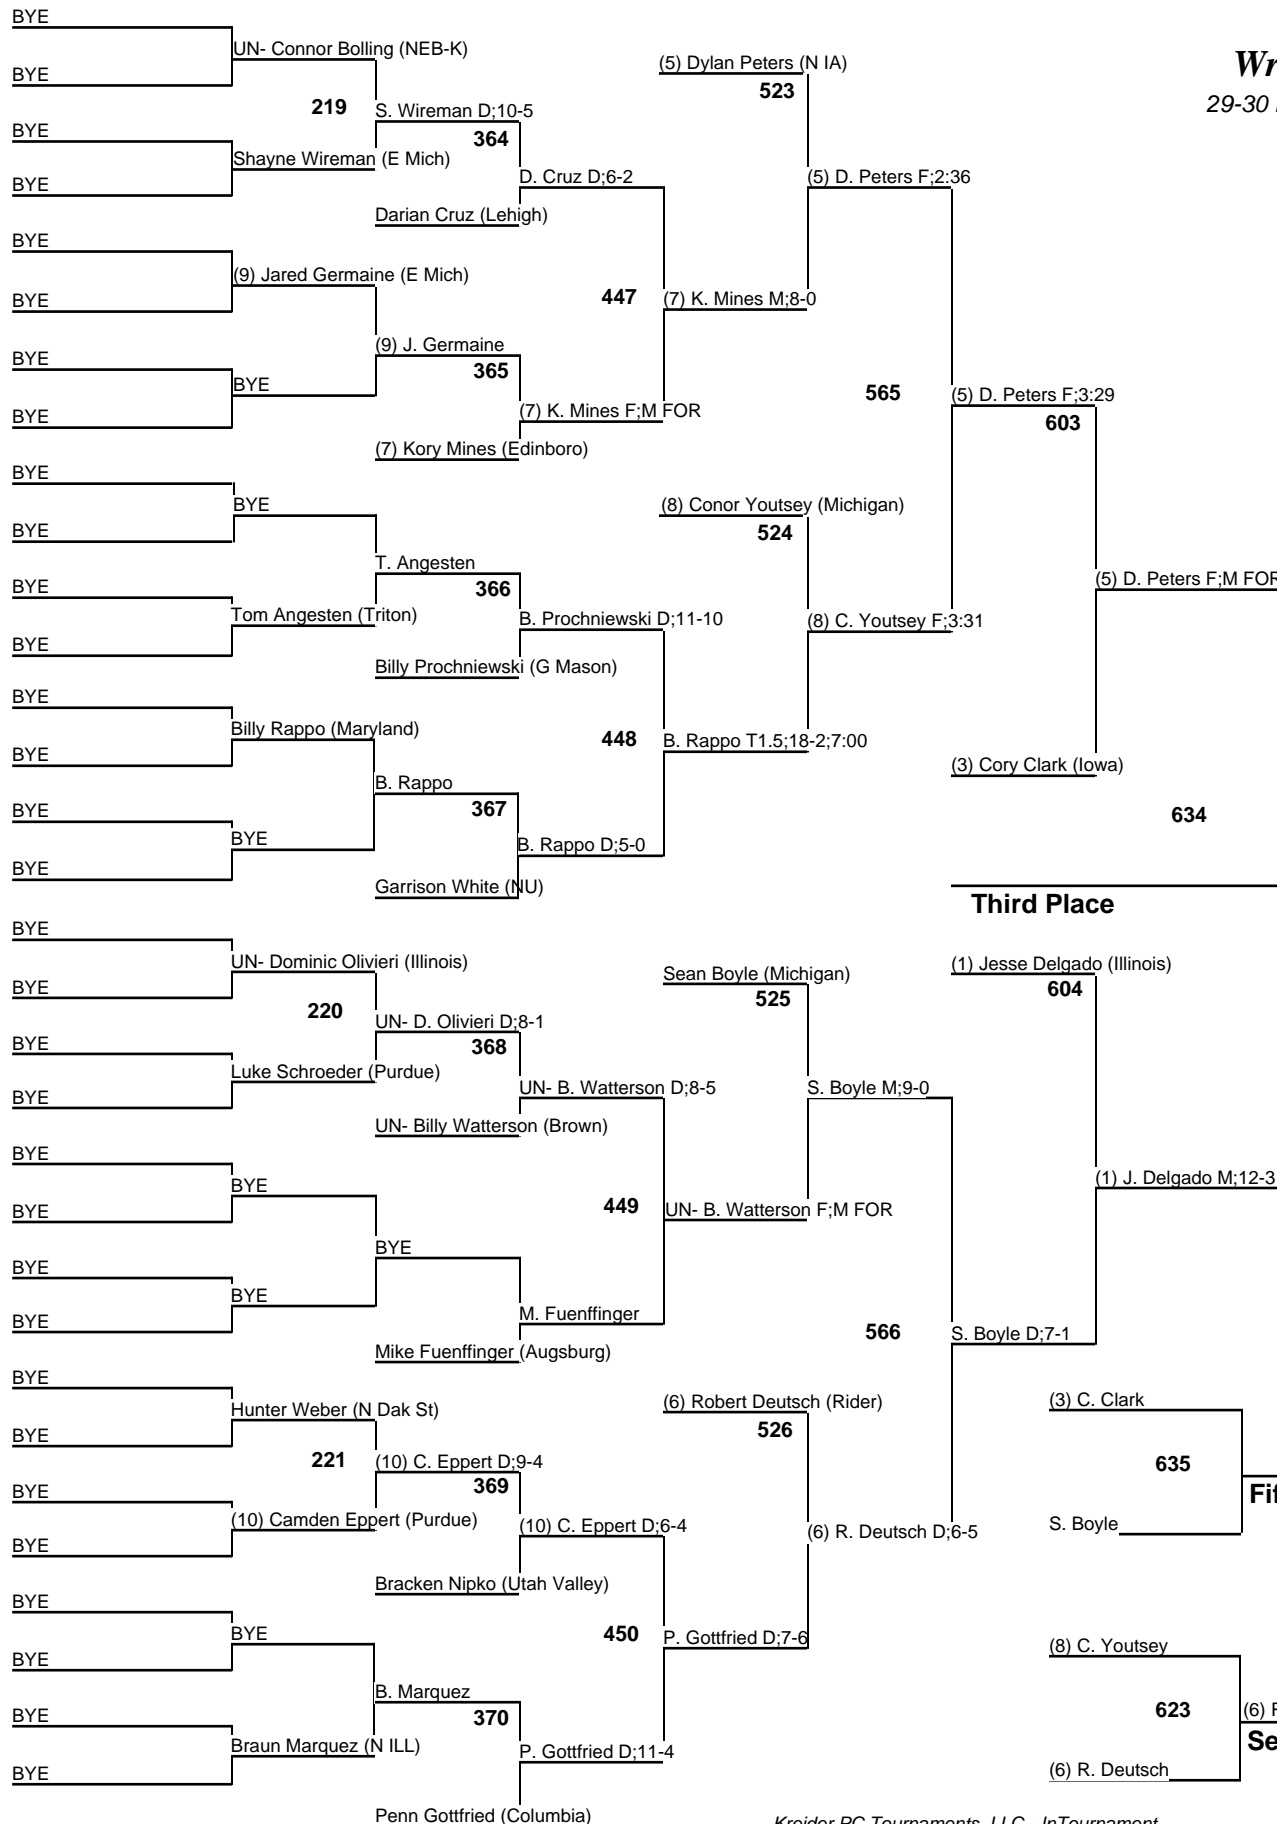 BYE
UN- Connor Bolling (NEB-K)
(5) Dylan Peters (N IA)
BYE
523
219
S. Wireman D;10-5
29-30
BYE
364
Shayne Wireman (E Mich)
D. Cruz D;6-2
(5) D. Peters F;2:36
BYE
Darian Cruz (Lehigh)
BYE
(9) Jared Germaine (E Mich)
BYE
447
(7) K. Mines M;8-0
(9) J. Germaine
BYE
365
BYE
565
(5) D. Peters F;3:29
BYE
(7) K. Mines F;M FOR
603
(7) Kory Mines (Edinboro)
BYE
BYE
(8) Conor Youtsey (Michigan)
BYE
524
T. Angesten
BYE
366
(5) D. Peters F;M FOR
Tom Angesten (Triton)
B. Prochniewski D;11-10
(8) C. Youtsey F;3:31
BYE
Billy Prochniewski (G Mason)
BYE
Billy Rappo (Maryland)
448
B. Rappo T1.5;18-2;7:00
BYE
B. Rappo
(3) Cory Clark (Iowa)
BYE
367
634
BYE
B. Rappo D;5-0
BYE
Garrison White (NU)
Third Place
BYE
UN- Dominic Olivieri (Illinois)
Sean Boyle (Michigan)
(1) Jesse Delgado (Illinois)
BYE
525
604
220
UN- D. Olivieri D;8-1
BYE
368
Luke Schroeder (Purdue)
UN- B. Watterson D;8-5
S. Boyle M;9-0
BYE
UN- Billy Watterson (Brown)
BYE
BYE
(1) J. Delgado M;12-3
BYE
449
UN- B. Watterson F;M FOR
BYE
BYE
BYE
M. Fuenffinger
BYE
566
S. Boyle D;7-1
Mike Fuenffinger (Augsburg)
BYE
Hunter Weber (N Dak St)
(6) Robert Deutsch (Rider)
(3) C. Clark
BYE
526
221
(10) C. Eppert D;9-4
635
BYE
369
(10) Camden Eppert (Purdue)
(10) C. Eppert D;6-4
(6) R. Deutsch D;6-5
S. Boyle
BYE
Bracken Nipko (Utah Valley)
BYE
BYE
450
P. Gottfried D;7-6
(8) C. Youtsey
BYE
B. Marquez
BYE
370
623
(6)
Braun Marquez (N ILL)
P. Gottfried D;11-4
BYE
(6) R. Deutsch
Penn Gottfried (Columbia)